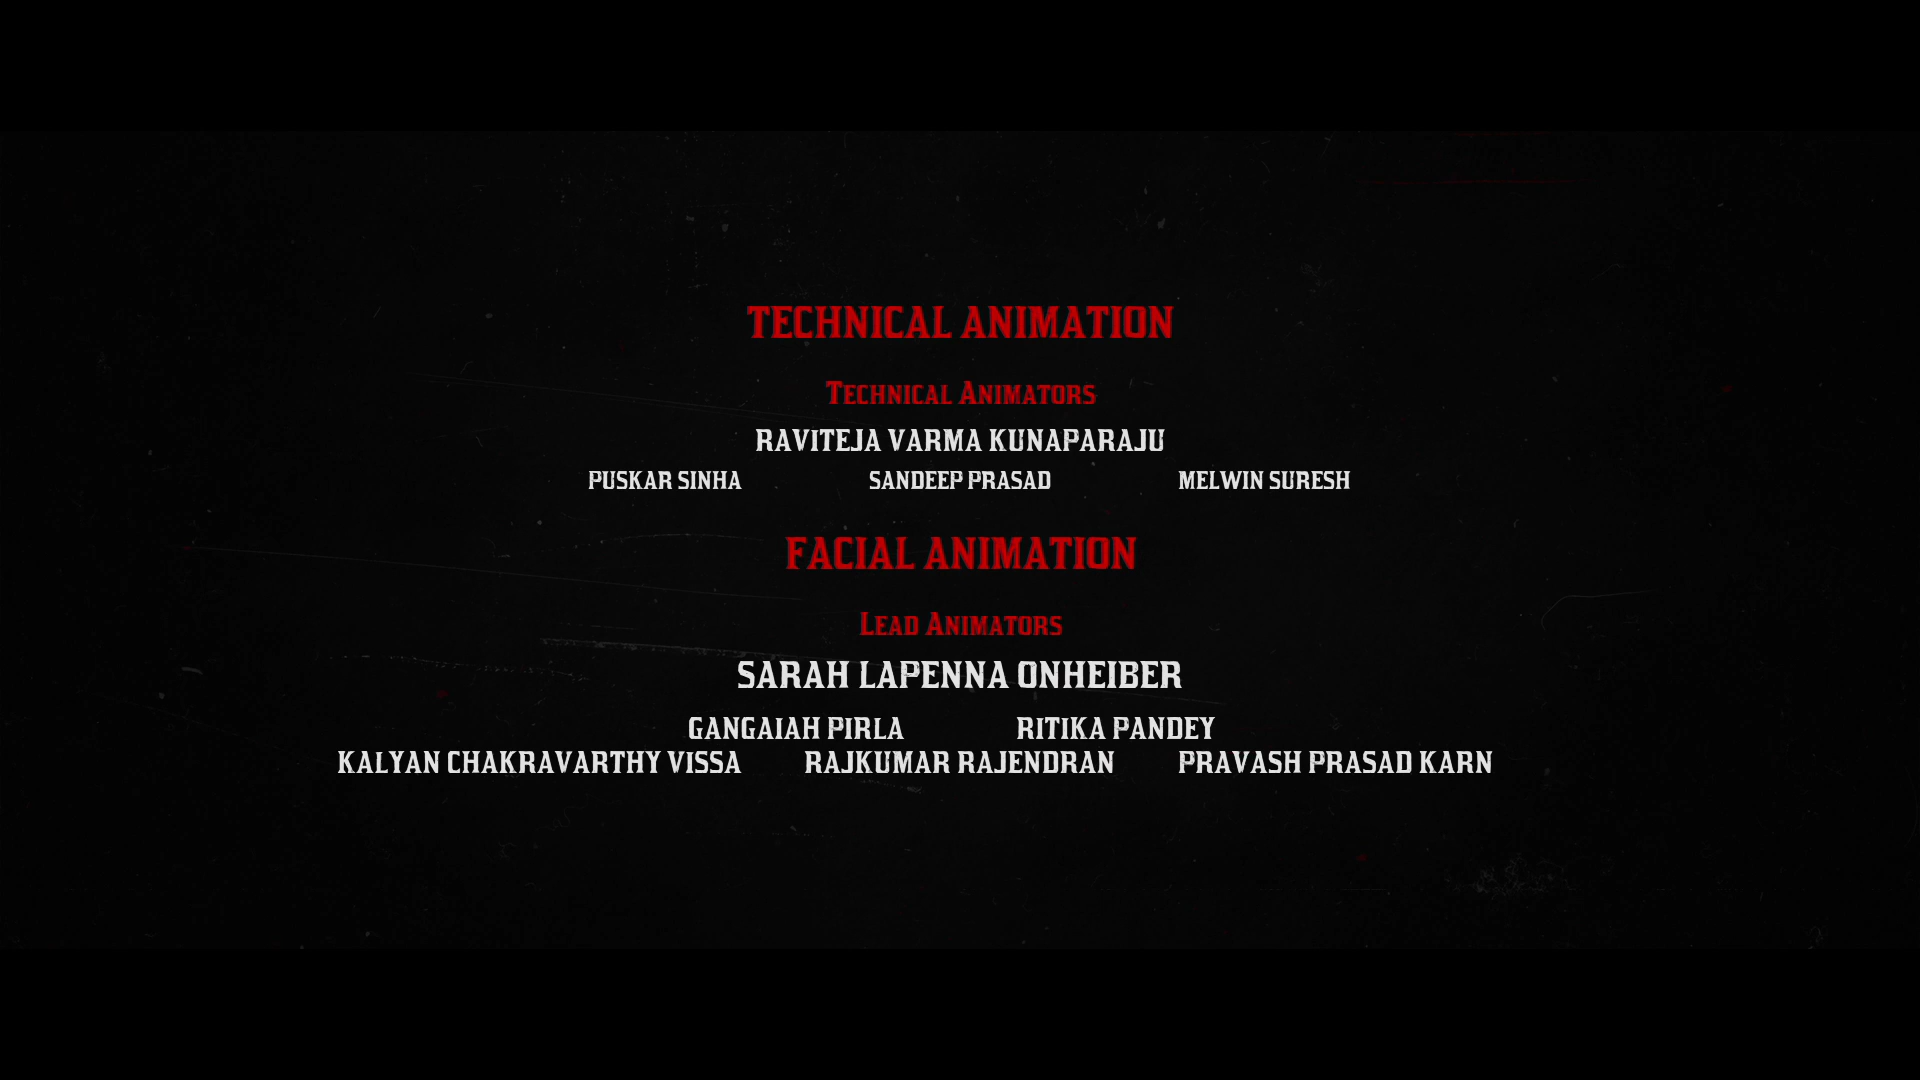 TECHNICAL ANIMATION
TECHNICAL ANIMATORS
RAVITEJA VARMA KUNAPARAJU
PUSKAR SINHA SANDEEP PRASAD MELWIN SURESH
FACIAL ANIMATION
LEAD ANIMATORS
SARAH LAPENNA ONHEIBER
GANGAIAH PIRLA RITIKA PANDEY
KALYAN CHAKRAVARTHY VISSA RAJKUMAR RAJENDRAN PRAVASH PRASAD KARN